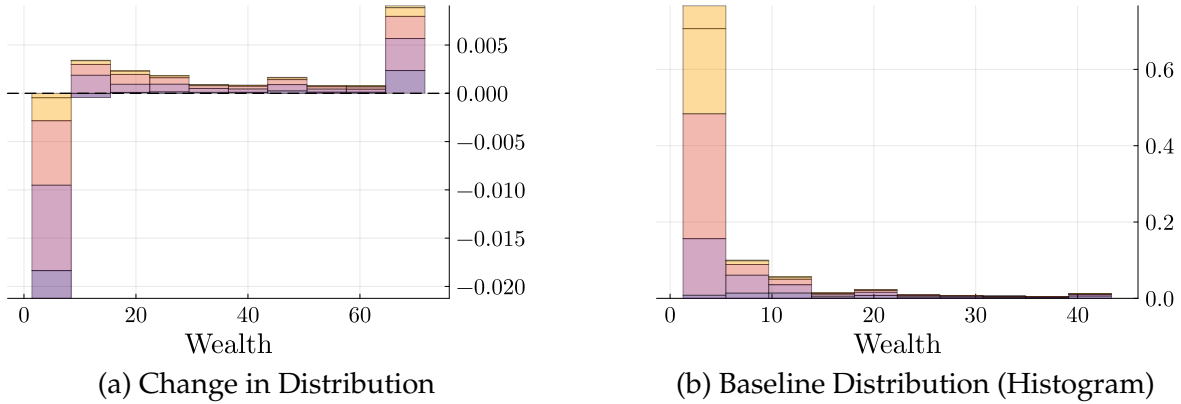 0.005
0.000
−0.005
−0.010
−0.015
−0.020
0 20 40 60
Wealth
(a) Change in Distribution
0.6
0.4
0.2
0.0
0 10 20 30 40
Wealth
(b) Baseline Distribution (Histogram)